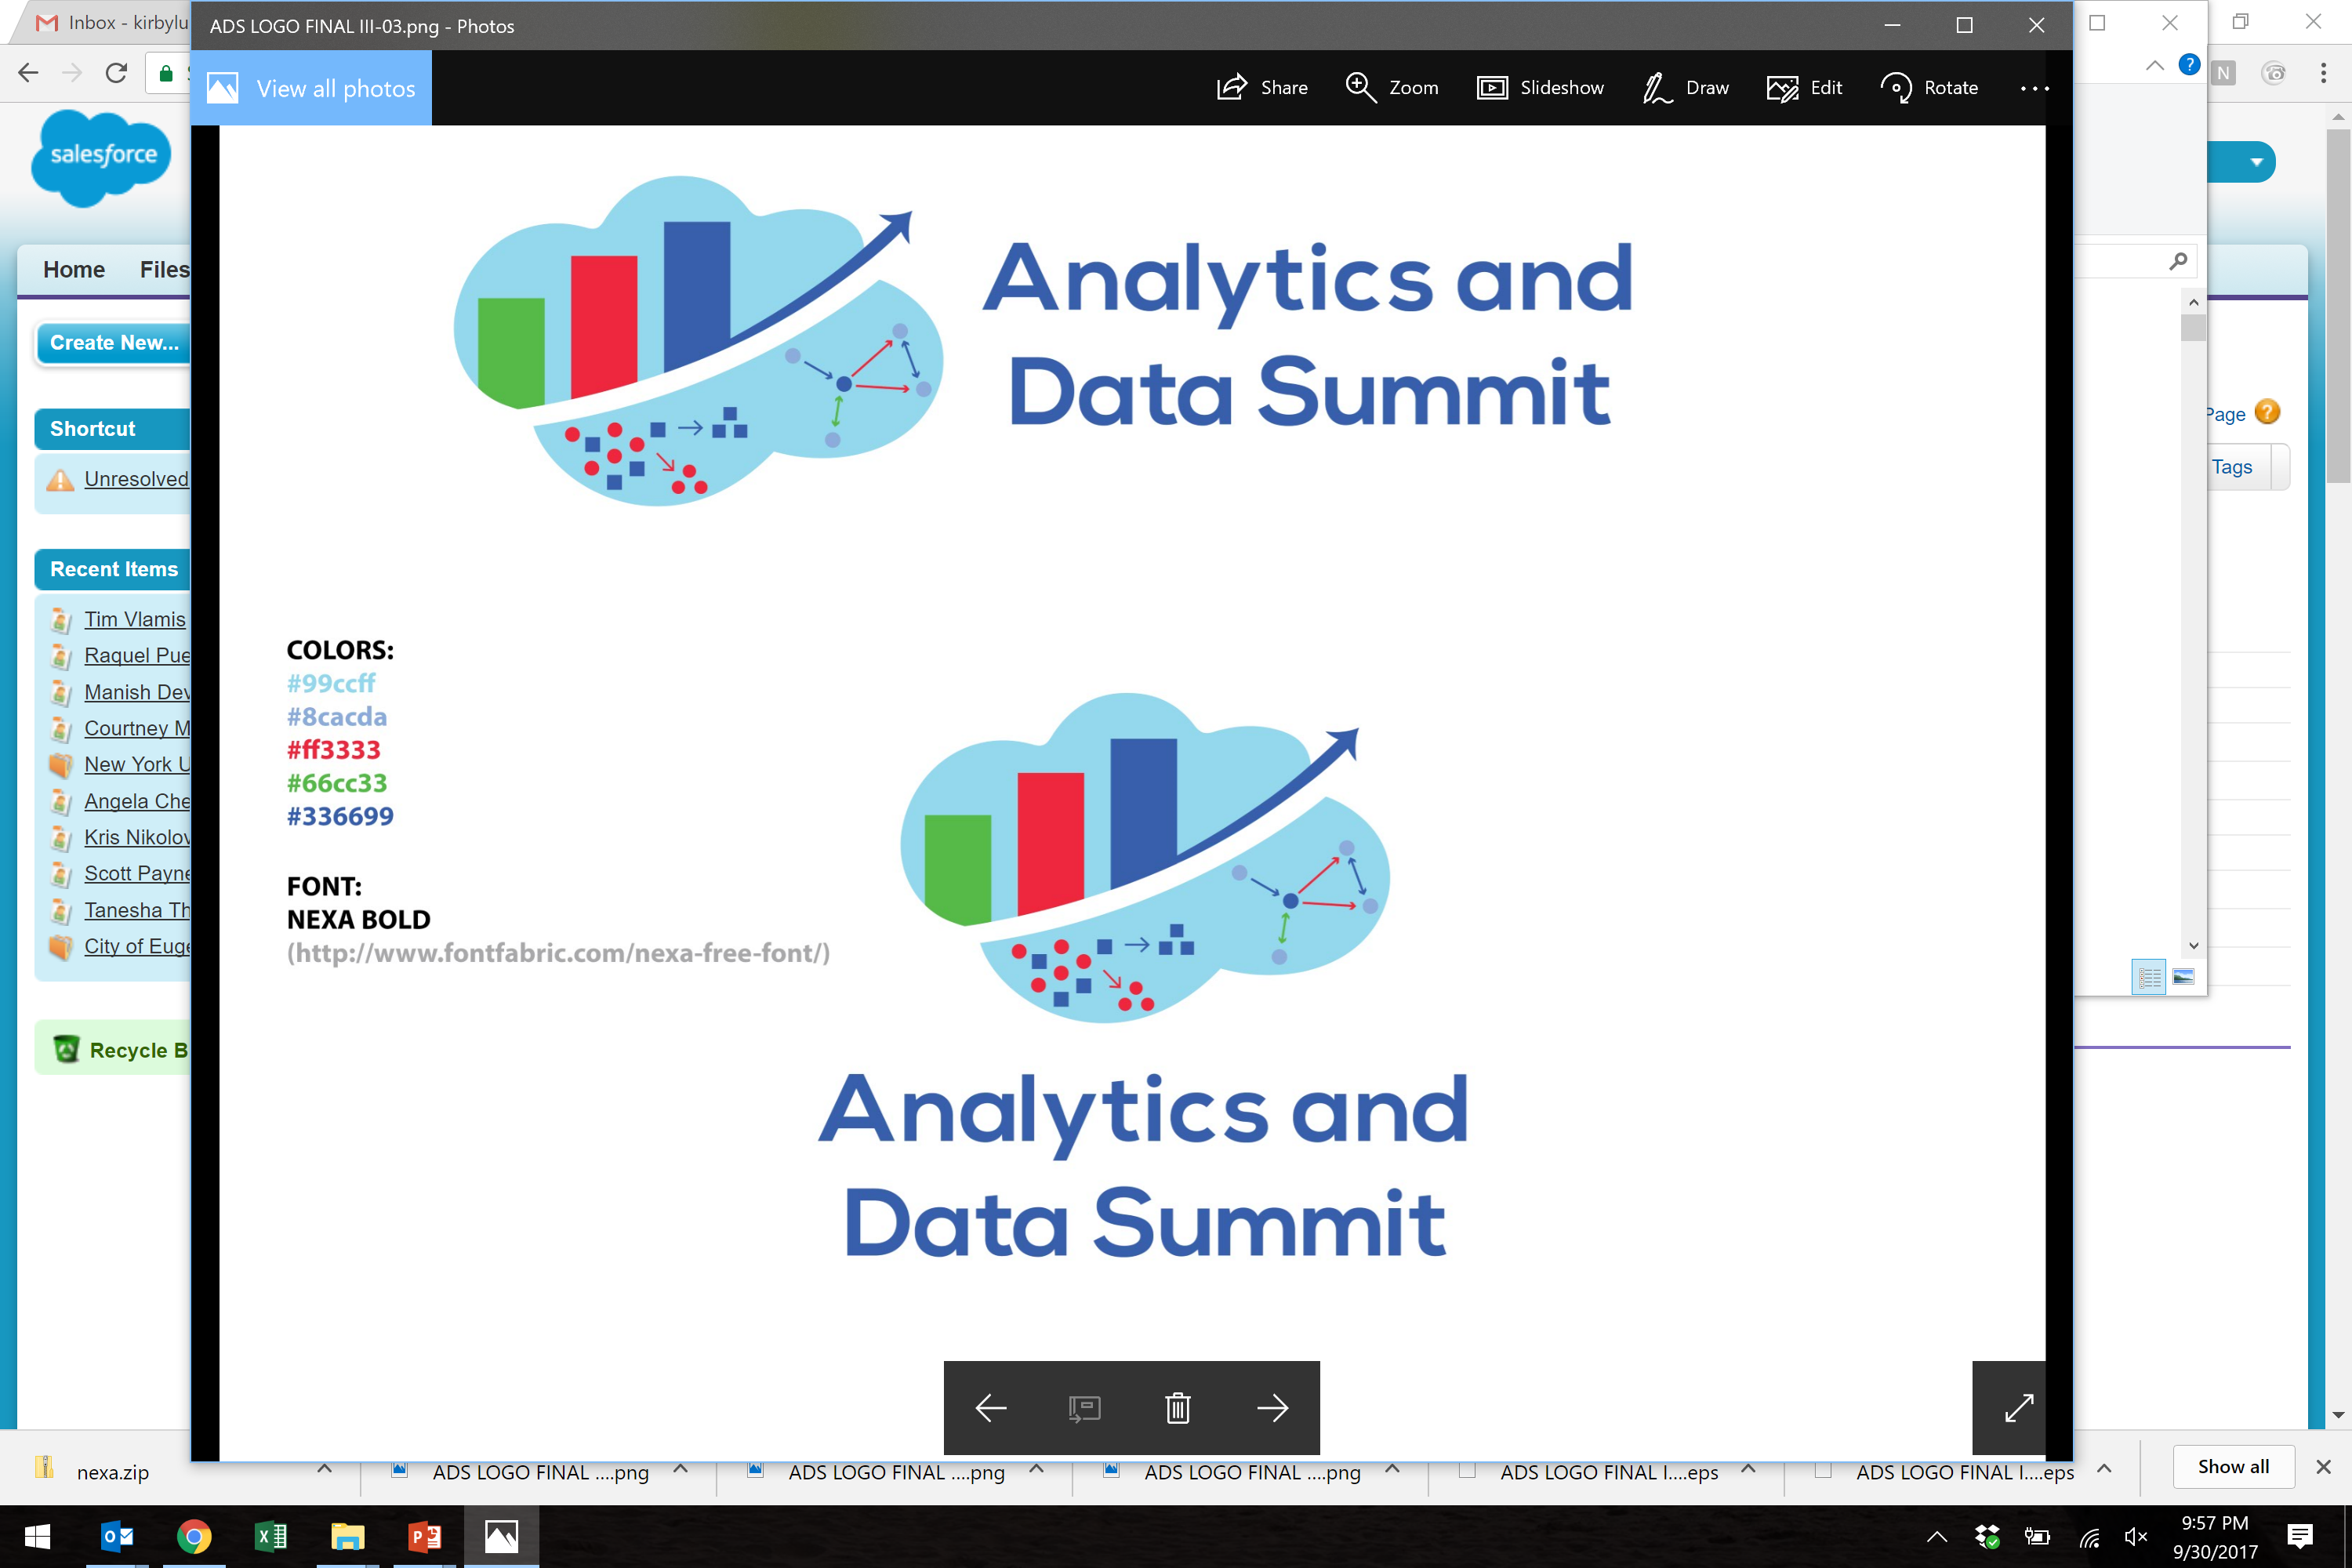 Inbox - kirbylu
ADS LOGO FINAL III-03.png - Photos
View all photos
Share
Zoom
Slideshow
Draw
Edit
Rotate
N
salesforce
Home
Files
Create New...
Shortcut
Unresolved
Recent Items
Tim Vlamis
Raquel Pue
Manish Dev
Courtney M
New York U
Angela Che
Kris Nikolov
Scott Payne
Tanesha Th
City of Euge
Recycle B
Analytics and
Data Summit
COLORS:
#99ccff
#8cacda
#ff3333
#66cc33
#336699
FONT:
NEXA BOLD
(http://www.fontfabric.com/nexa-free-font/)
Analytics and
Data Summit
Page
Tags
nexa.zip
ADS LOGO FINAL ....png
ADS LOGO FINAL ....png
ADS LOGO FINAL ....png
ADS LOGO FINAL I....eps
ADS LOGO FINAL I....eps
Show all
9:57 PM
9/30/2017